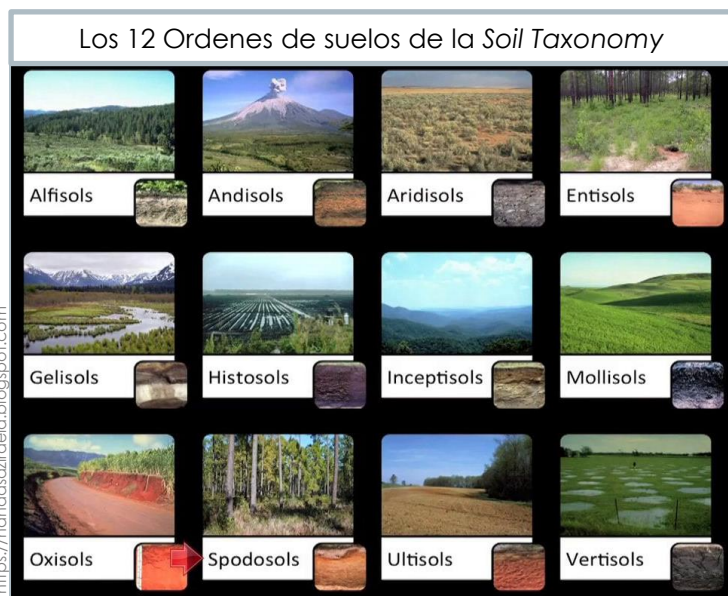 Los 12 Ordenes de suelos de la Soil Taxonomy
Alfisols
Andisols
Aridisols
Entisols
Gelisols
Histosols
Inceptisols
Mollisols
Oxisols
Spodosols
Ultisols
Vertisols